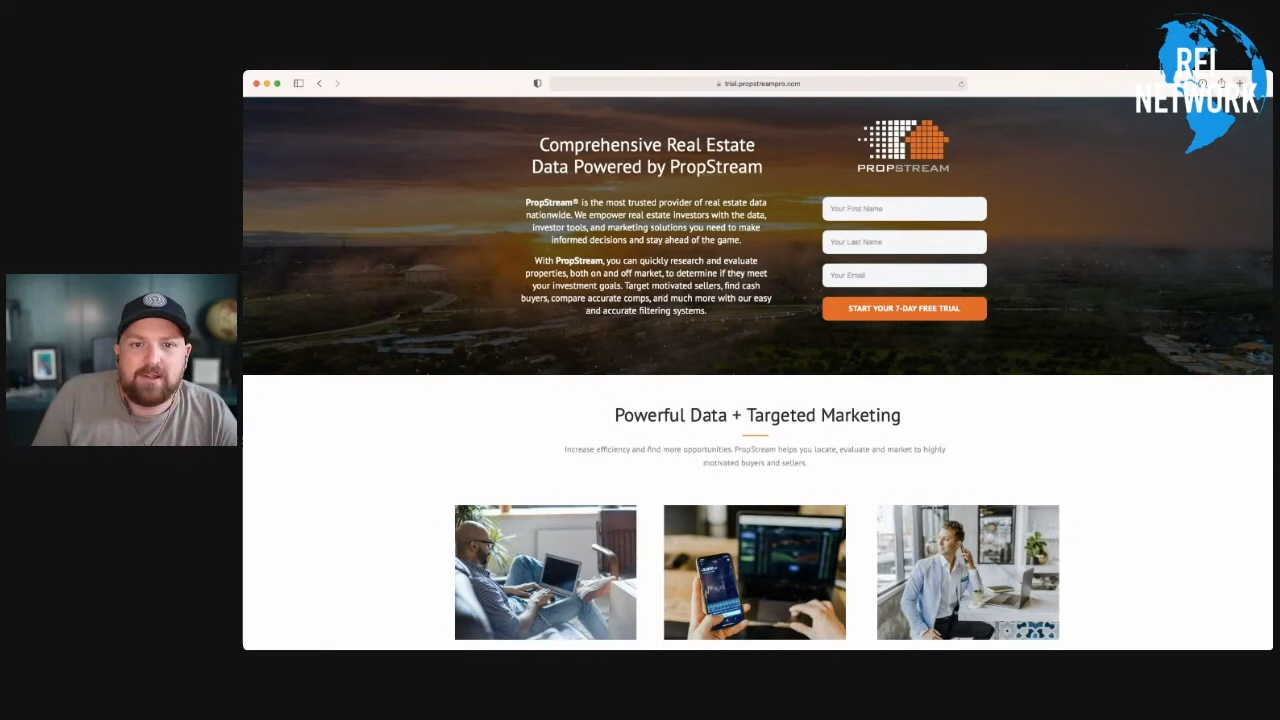 REI
NETWORK
trial.propstreampro.com
Comprehensive Real Estate
Data Powered by PropStream
PropStream® is the most trusted provider of real estate data
nationwide. We empower real estate investors with the data,
investor tools, and marketing solutions you need to make
informed decisions and stay ahead of the game.
With PropStream, you can quickly research and evaluate
properties, both on and off market, to determine if they meet
your investment goals. Target motivated sellers, find cash
buyers, compare accurate comps, and much more with our easy
and accurate filtering systems.
PROPSTREAM
Your First Name
Your Last Name
Your Email
START YOUR 7-DAY FREE TRIAL
Powerful Data + Targeted Marketing
Increase efficiency and find more opportunities. PropStream helps you locate, evaluate and market to highly
motivated buyers and sellers.